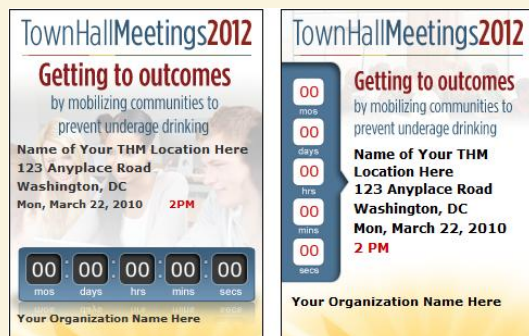 TownHallMeetings2012
Getting to outcomes
by mobilizing communities to
prevent underage drinking
Name of Your THM Location Here
123 Anyplace Road
Washington, DC
Mon, March 22, 2010 2PM
00 : 00 : 00 : 00 : 00
mos days hrs mins secs
Your Organization Name Here
TownHallMeetings2012
Getting to outcomes
by mobilizing communities to
prevent underage drinking
00
mos
00
days
00
hrs
00
mins
00
secs
Name of Your THM
Location Here
123 Anyplace Road
Washington, DC
Mon, March 22, 2010
2 PM
Your Organization Name Here